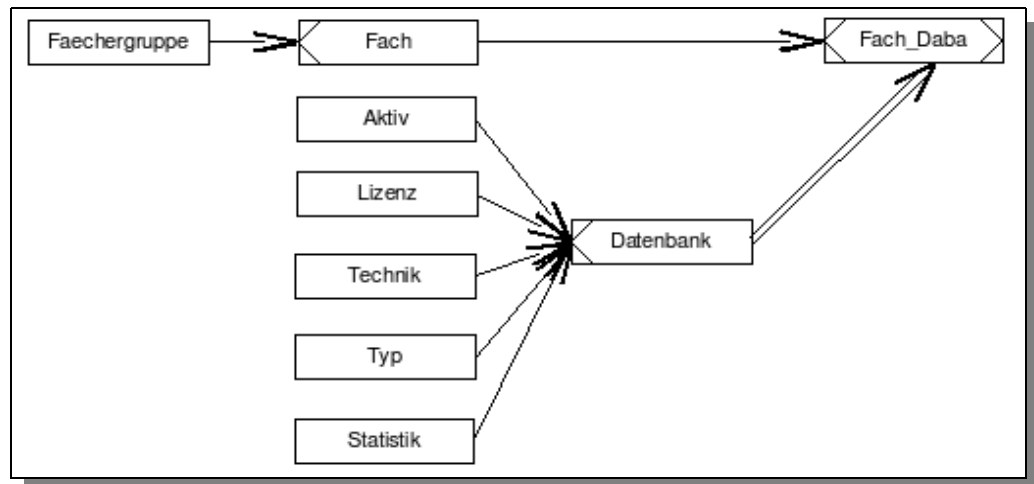 Faechergruppe
Fach
Fach_Daba
Aktiv
Lizenz
Datenbank
Technik
Typ
Statistik